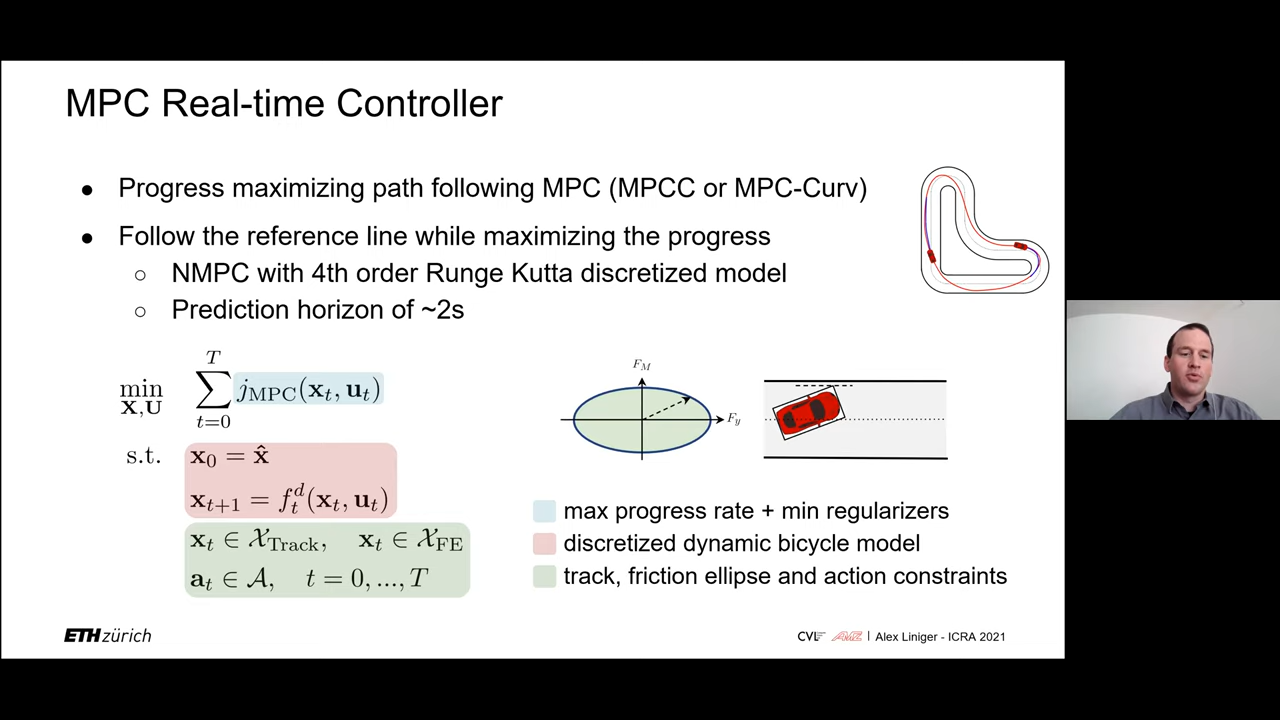 MPC Real-time Controller
● Progress maximizing path following MPC (MPCC or MPC-Curv)
● Follow the reference line while maximizing the progress
○ NMPC with 4th order Runge Kutta discretized model
○ Prediction horizon of ~2s
min_{X,U} ∑_{t=0}^{T} j_MPC(x_t, u_t)
s.t. x_0 = x̂
x_{t+1} = f_t^d(x_t, u_t)
x_t ∈ 𝒳_Track, x_t ∈ 𝒳_FE
a_t ∈ 𝒜, t = 0, ..., T
F_M
F_y
max progress rate + min regularizers
discretized dynamic bicycle model
track, friction ellipse and action constraints
ETH zürich
CVL AMZ | Alex Liniger - ICRA 2021